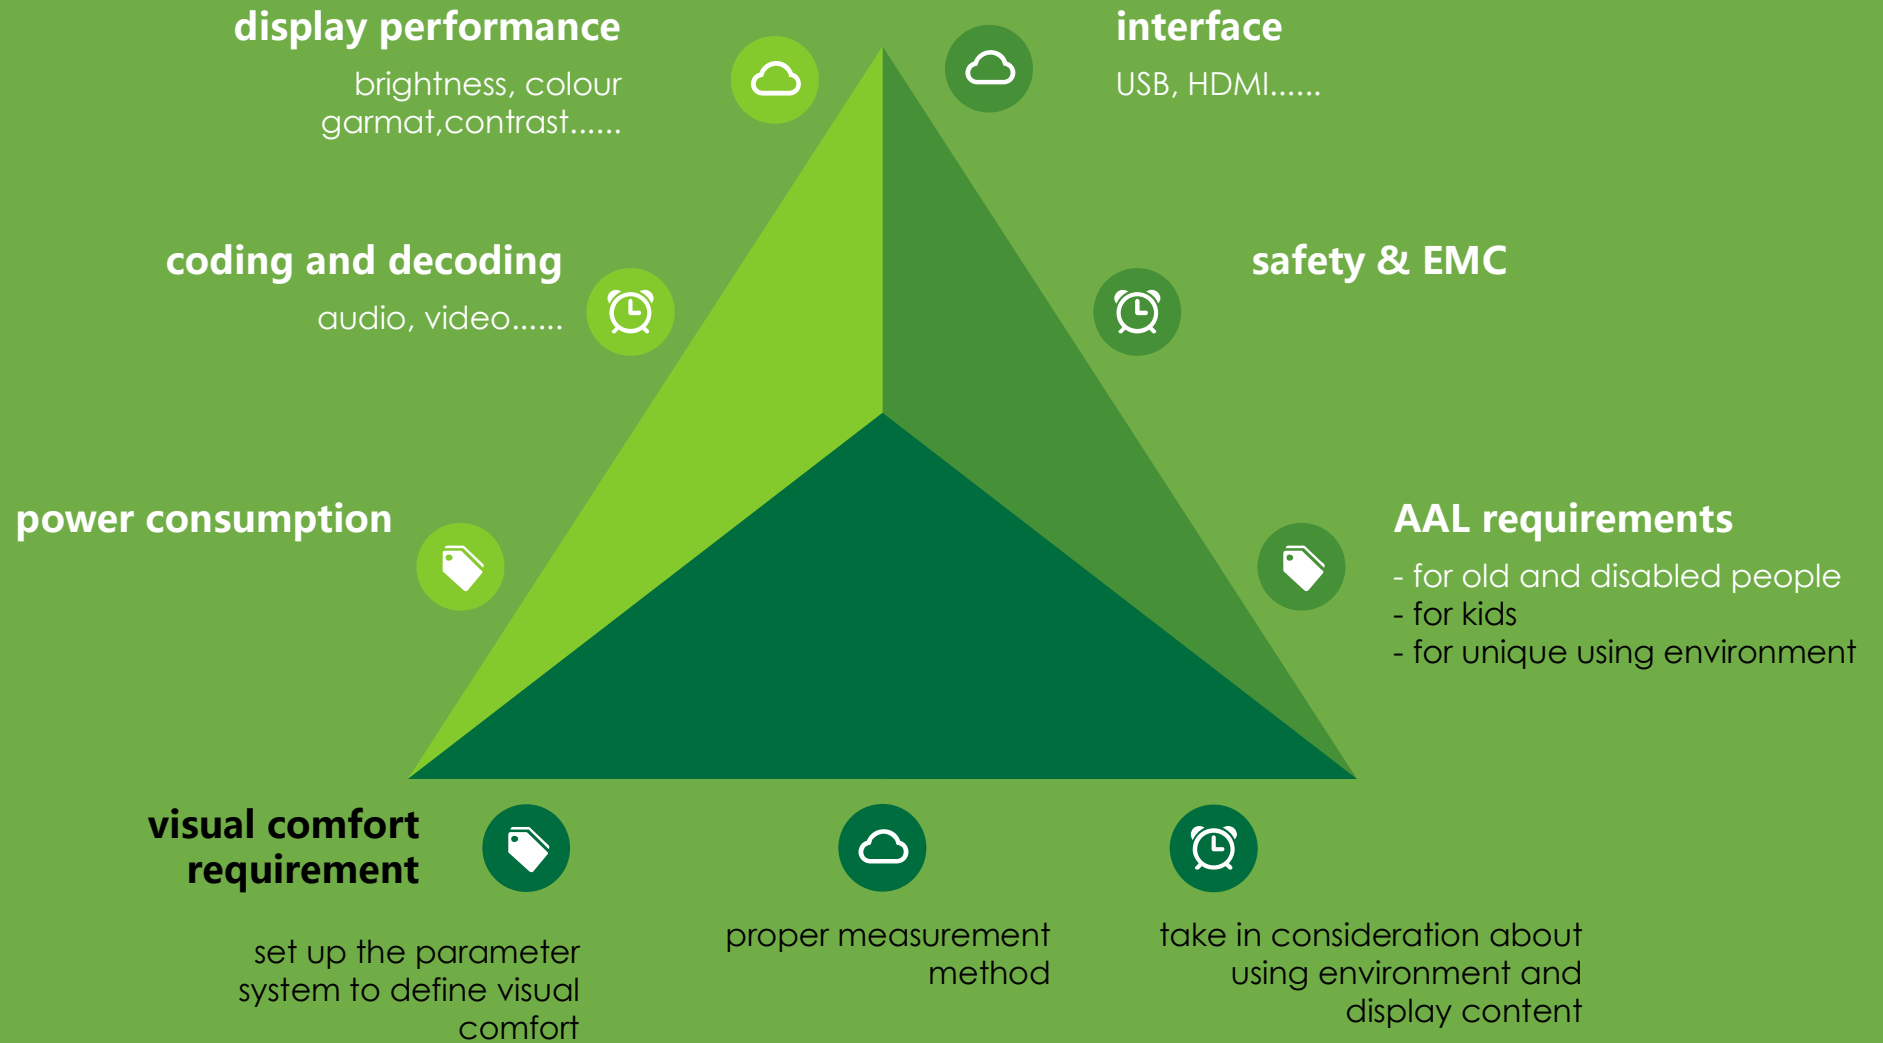 display performance
brightness, colour
garmat,contrast......
interface
USB, HDMI......
coding and decoding
audio, video......
safety & EMC
power consumption
AAL requirements
- for old and disabled people
- for kids
- for unique using environment
visual comfort
requirement
set up the parameter
system to define visual
comfort
proper measurement
method
take in consideration about
using environment and
display content